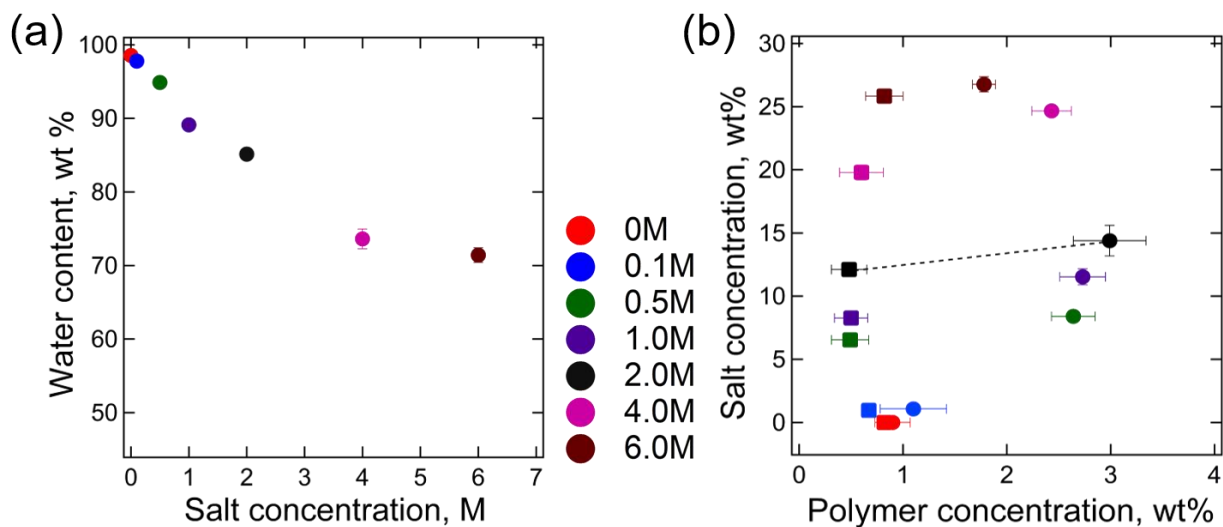 (a)
100
90
80
70
60
50
Water content, wt %
0 1 2 3 4 5 6 7
Salt concentration, M
0M
0.1M
0.5M
1.0M
2.0M
4.0M
6.0M
(b)
30
25
20
15
10
5
0
Salt concentration, wt%
0 1 2 3 4
Polymer concentration, wt%